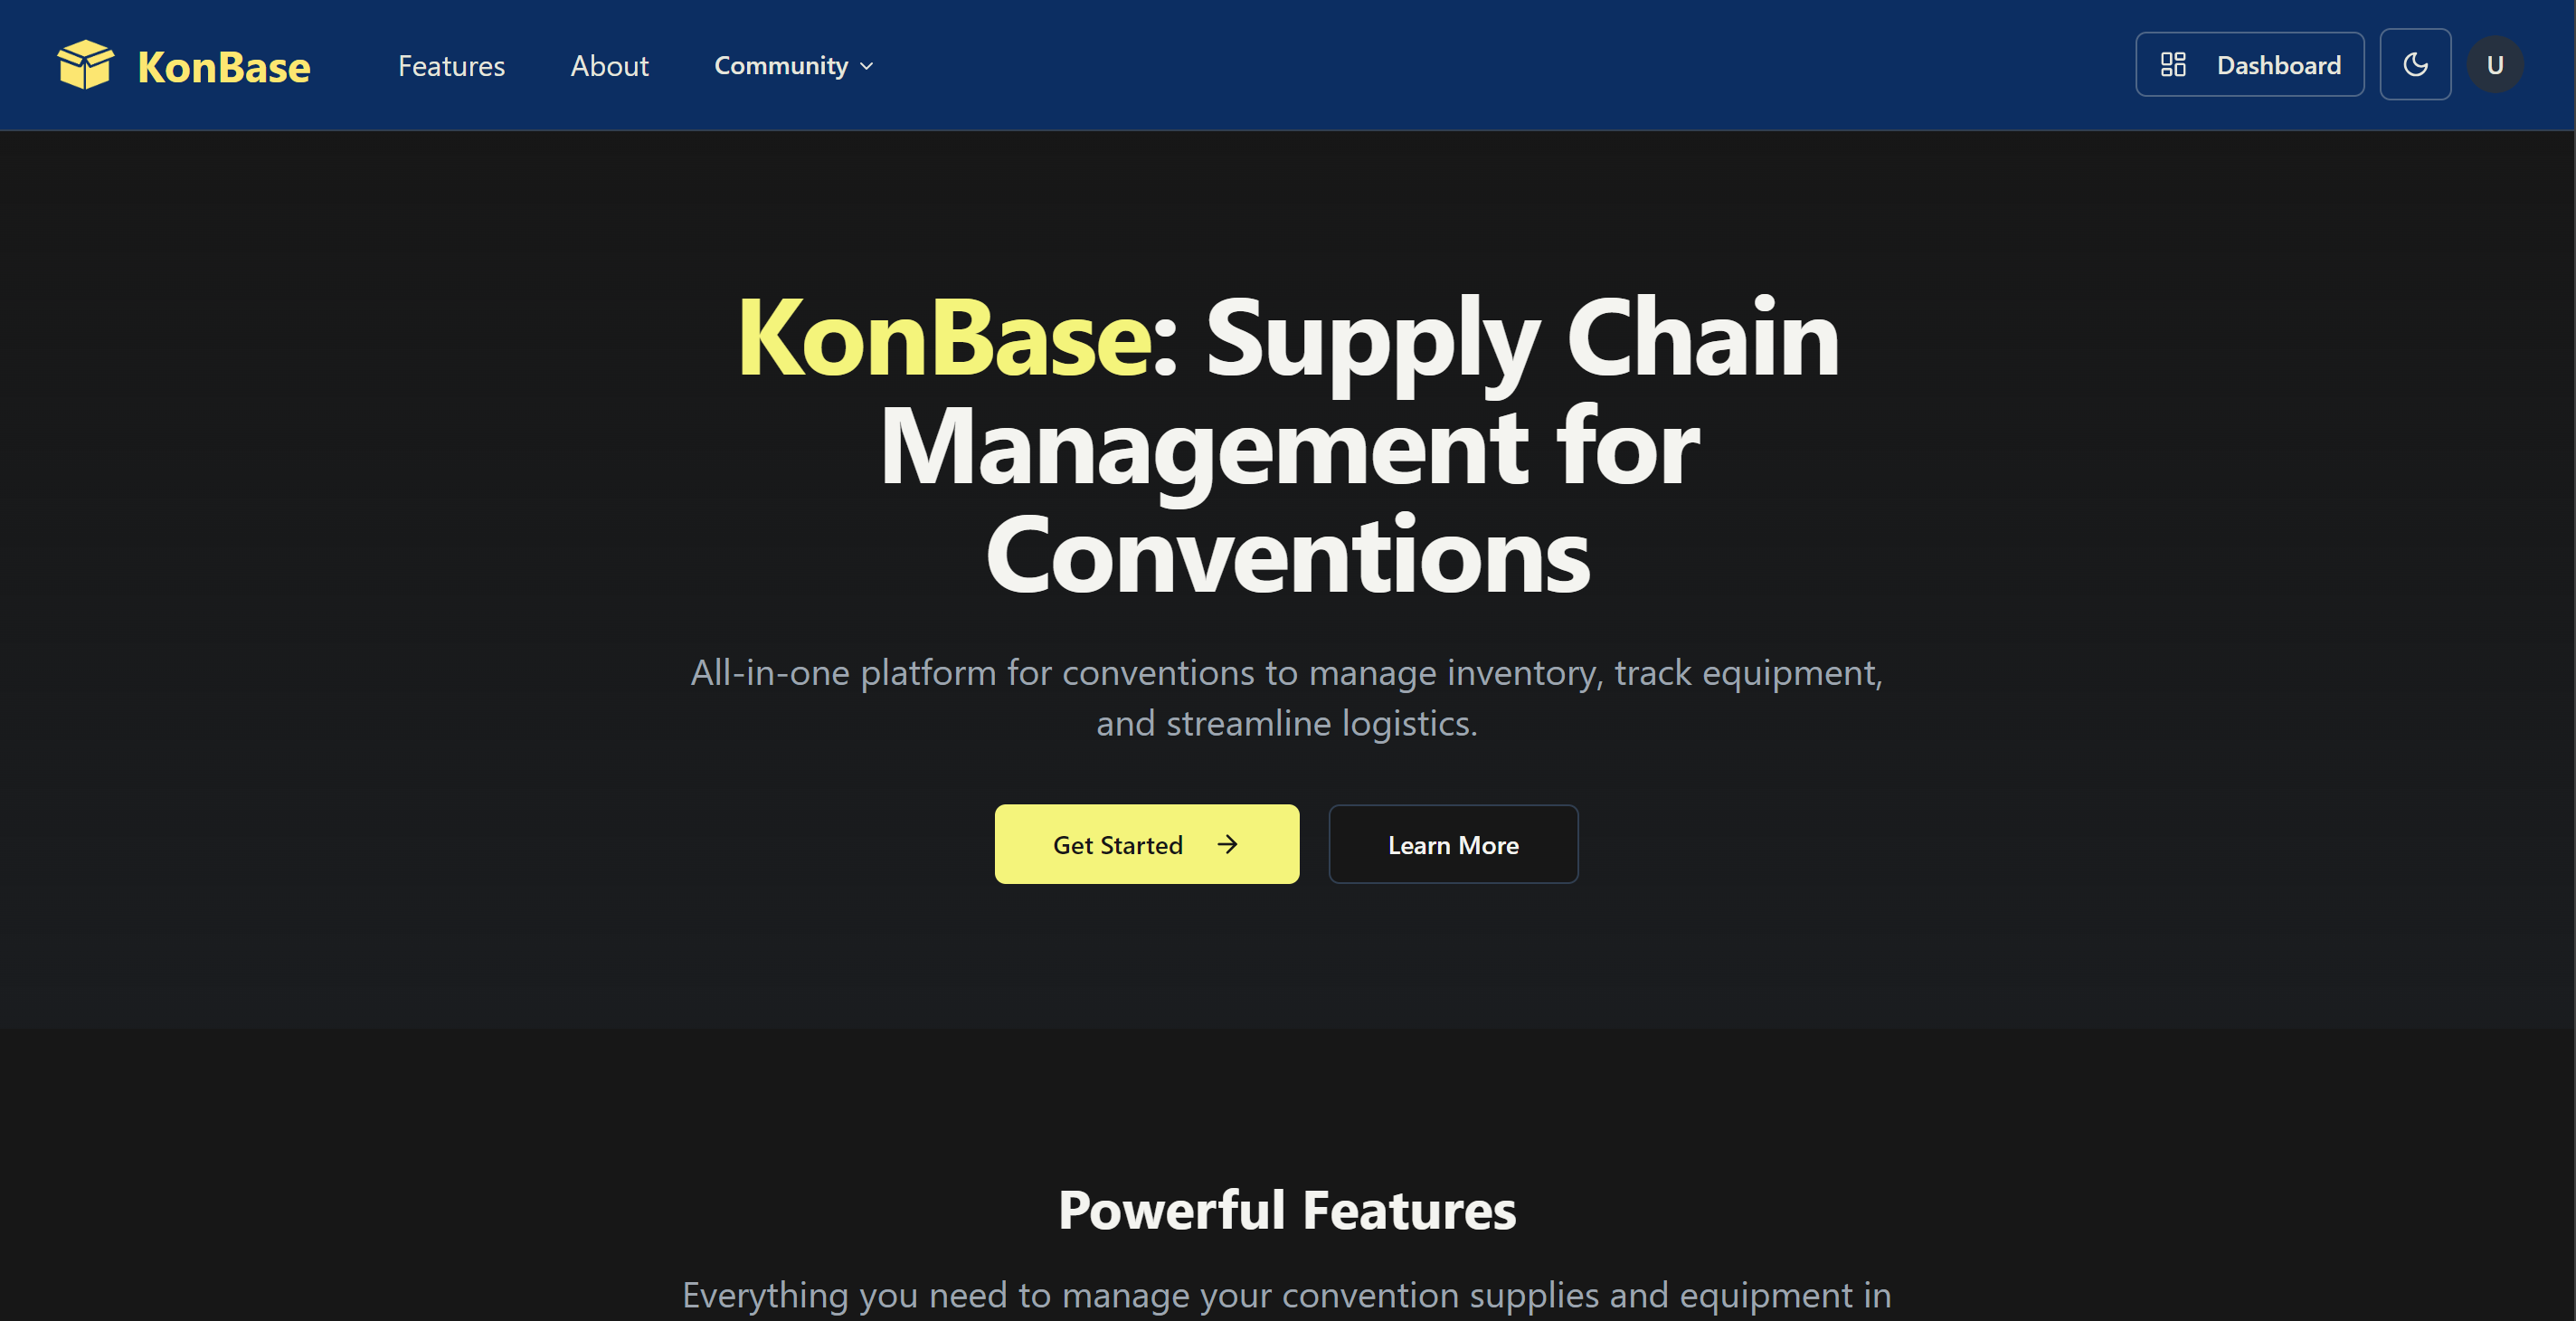 KonBase
Features
About
Community
Dashboard
U
KonBase: Supply Chain
Management for
Conventions
All-in-one platform for conventions to manage inventory, track equipment,
and streamline logistics.
Get Started
Learn More
Powerful Features
Everything you need to manage your convention supplies and equipment in